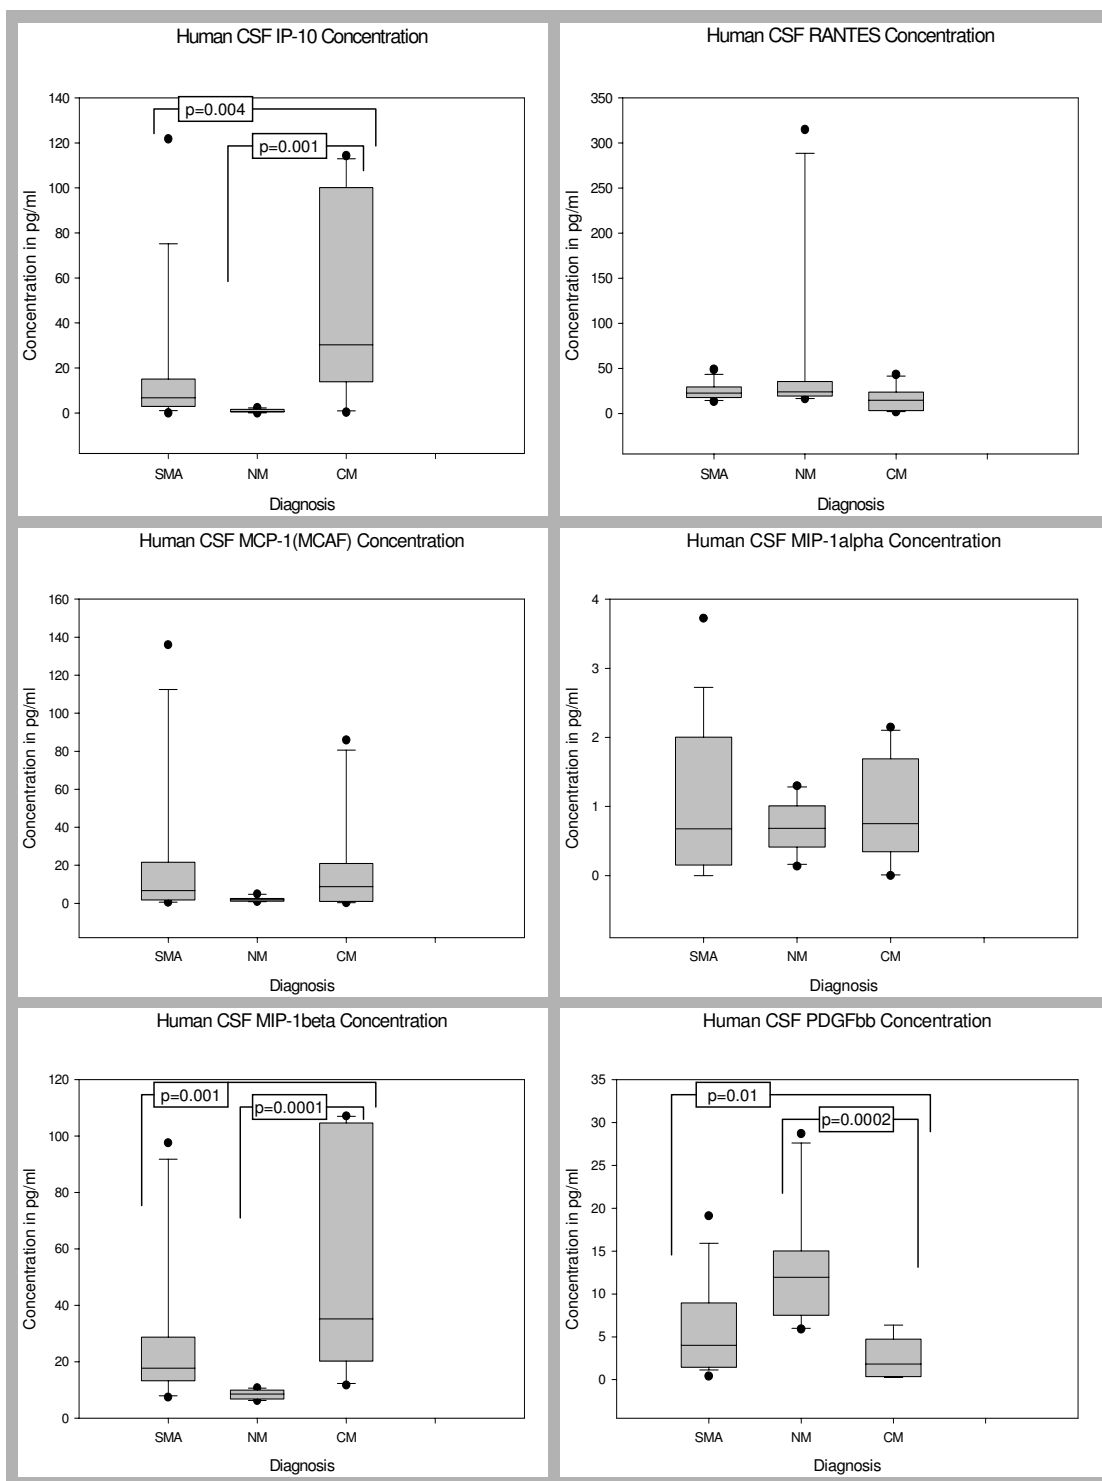 Human CSF IP-10 Concentration
140
120
100
80
60
40
20
0
Concentration in pg/ml
p=0.004
p=0.001
SMA NM CM
Diagnosis
Human CSF RANTES Concentration
350
300
250
200
150
100
50
0
Concentration in pg/ml
SMA NM CM
Diagnosis
Human CSF MCP-1(MCAF) Concentration
160
140
120
100
80
60
40
20
0
Concentration in pg/ml
SMA NM CM
Diagnosis
Human CSF MIP-1alpha Concentration
4
3
2
1
0
Concentration in pg/ml
SMA NM CM
Diagnosis
Human CSF MIP-1beta Concentration
120
100
80
60
40
20
0
Concentration in pg/ml
p=0.001
p=0.0001
SMA NM CM
Diagnosis
Human CSF PDGFbb Concentration
35
30
25
20
15
10
5
0
Concentration in pg/ml
p=0.01
p=0.0002
SMA NM CM
Diagnosis